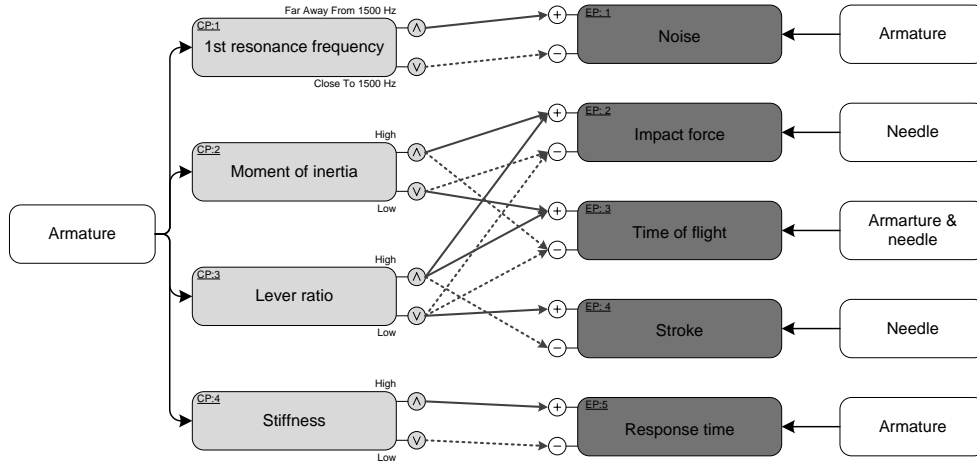 Far Away From 1500 Hz
CP:1
1st resonance frequency
Close To 1500 Hz
+
−
EP: 1
Noise
Armature
High
CP:2
Moment of inertia
Low
+
−
EP: 2
Impact force
Needle
Armature
High
CP:3
Lever ratio
Low
+
−
EP: 3
Time of flight
Armarture &
needle
+
−
EP: 4
Stroke
Needle
High
CP:4
Stiffness
Low
+
−
EP:5
Response time
Armature